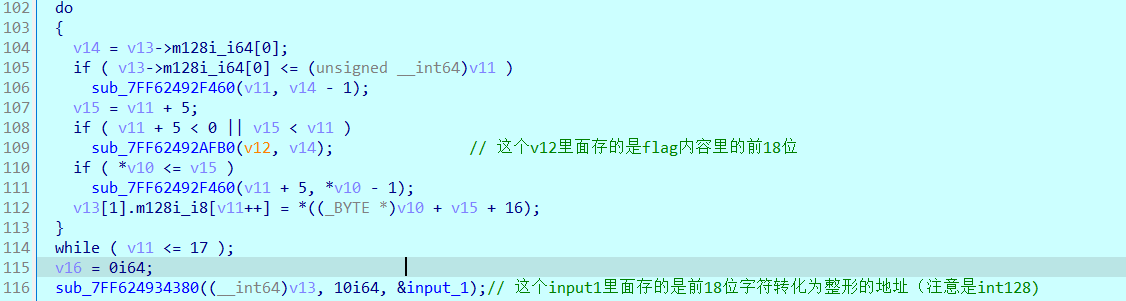 102 do
103 {
104 v14 = v13->m128i_i64[0];
105 if ( v13->m128i_i64[0] <= (unsigned __int64)v11 )
106 sub_7FF62492F460(v11, v14 - 1);
107 v15 = v11 + 5;
108 if ( v11 + 5 < 0 || v15 < v11 )
109 sub_7FF62492AFB0(v12, v14); // 这个v12里面存的是flag内容里的前18位
110 if ( *v10 <= v15 )
111 sub_7FF62492F460(v11 + 5, *v10 - 1);
112 v13[1].m128i_i8[v11++] = *((_BYTE *)v10 + v15 + 16);
113 }
114 while ( v11 <= 17 );
115 v16 = 0i64;
116 sub_7FF624934380((__int64)v13, 10i64, &input_1);// 这个input1里面存的是前18位字符转化为整形的地址（注意是int128)